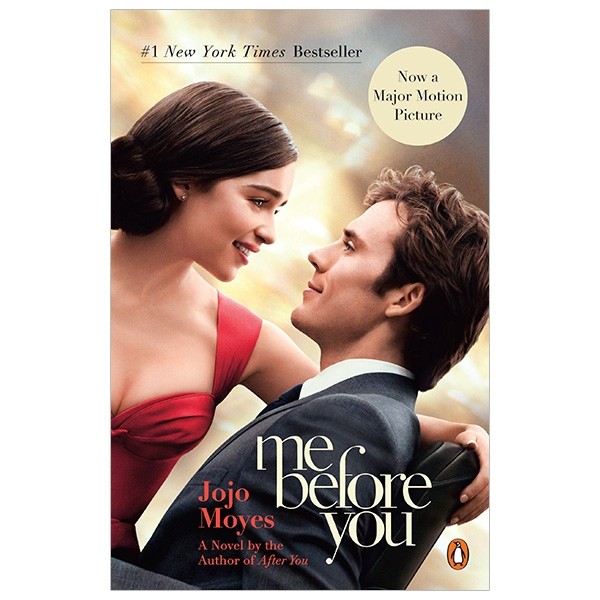 #1 New York Times Bestseller
Now a
Major Motion
Picture
me
before
you
Jojo
Moyes
A Novel by the
Author of After You